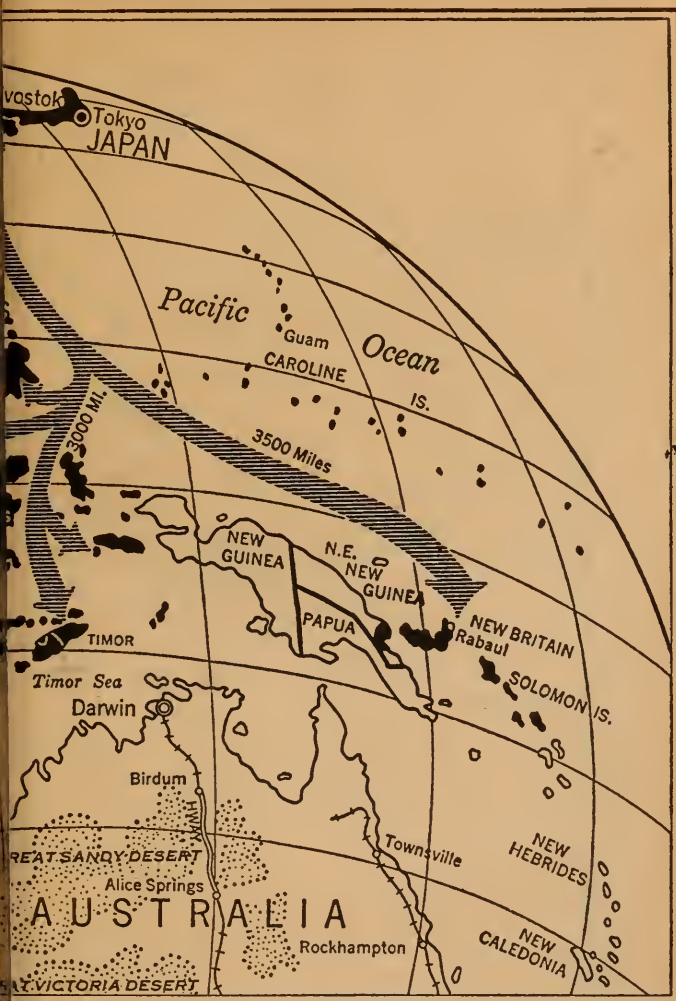 vostok
Tokyo
JAPAN
Pacific
Ocean
Guam
CAROLINE
IS.
3000 MI.
3500 Miles
NEW
GUINEA
N.E.
NEW
GUINEA
PAPUA
NEW BRITAIN
Rabaul
TIMOR
SOLOMON IS.
Timor Sea
Darwin
Birdum
HWAY
REAT SANDY DESERT
Townsville
NEW
HEBRIDES
Alice Springs
AUSTRALIA
Rockhampton
NEW
CALEDONIA
AT. VICTORIA DESERT